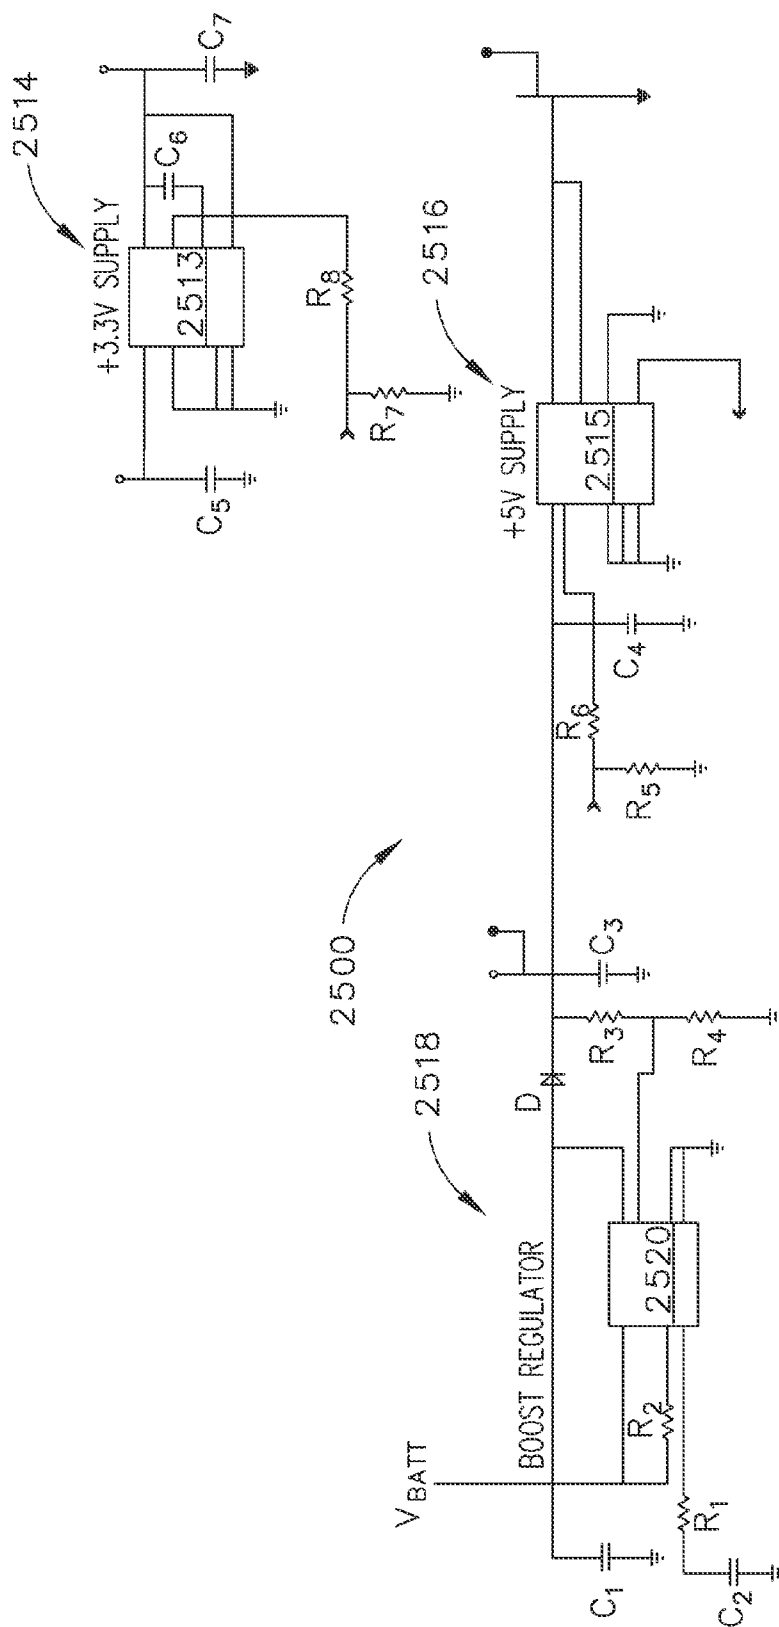 2514
+3.3V SUPPLY
2513
C5
C6
C7
R7
R8
2516
+5V SUPPLY
2515
C4
R5
R6
2500
2518
BOOST REGULATOR
VBATT
2520
C1
C2
R1
R2
D
R3
R4
C3